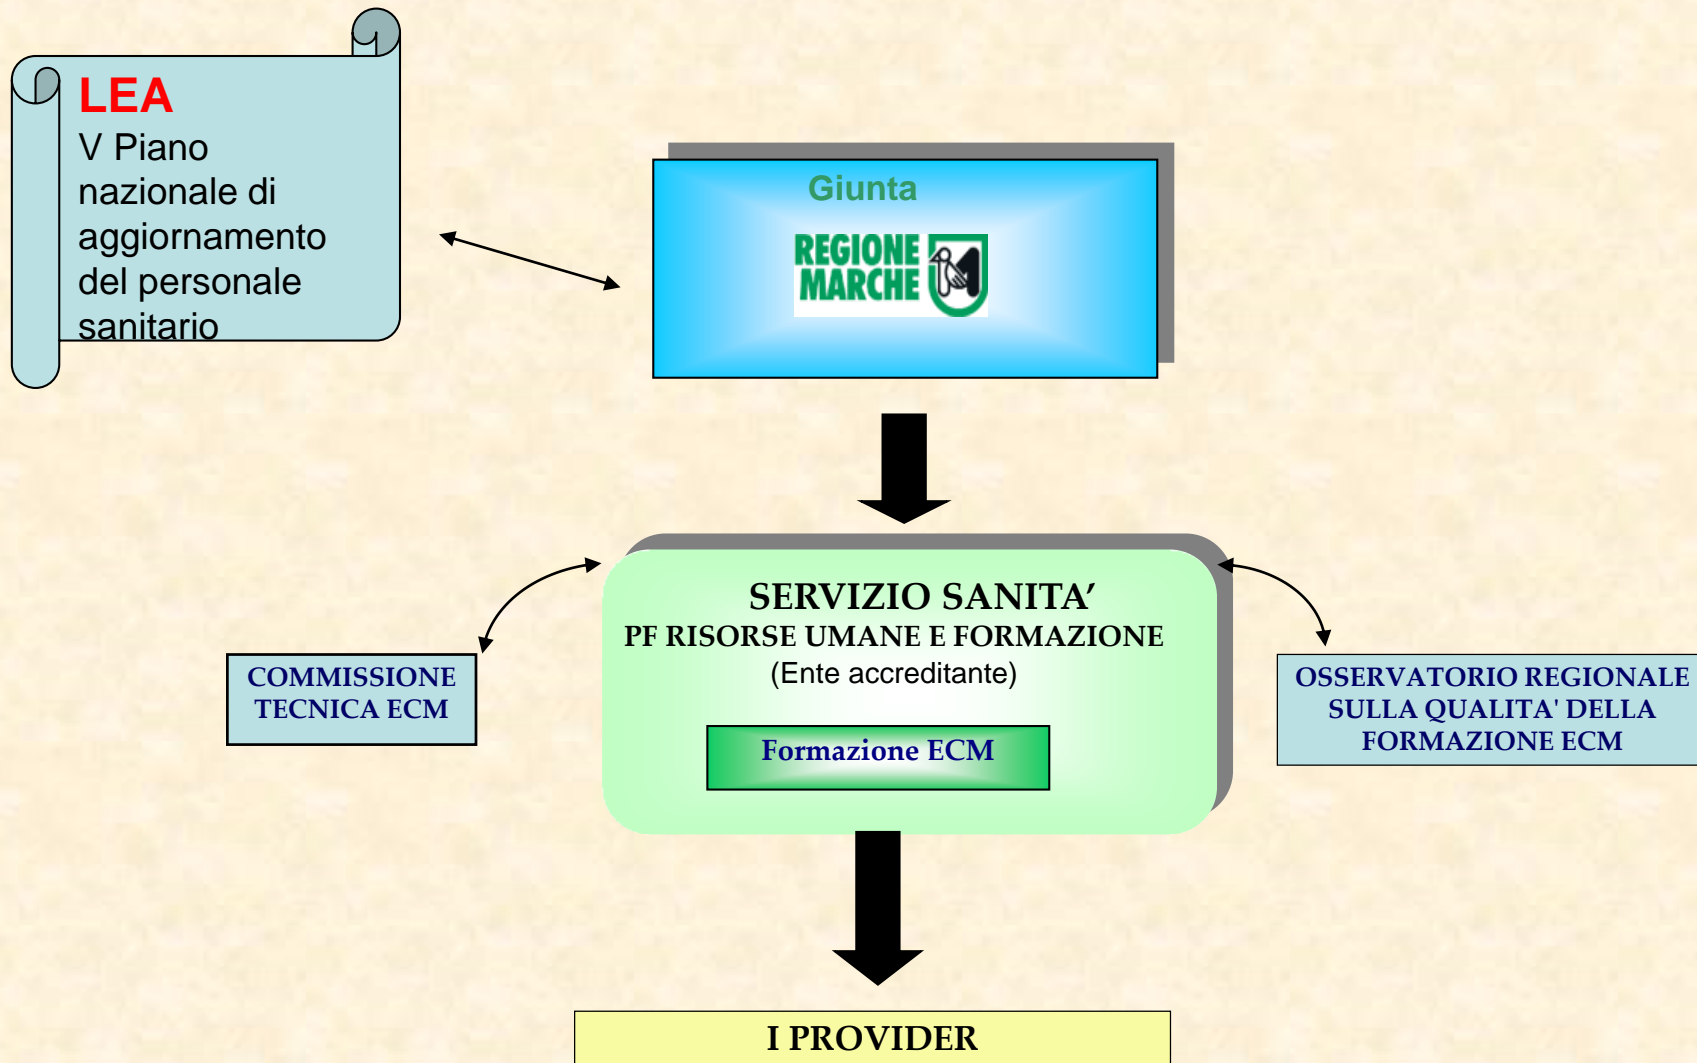 LEA
V Piano
nazionale di
aggiornamento
del personale
sanitario
Giunta
REGIONE
MARCHE
SERVIZIO SANITA’
PF RISORSE UMANE E FORMAZIONE
(Ente accreditante)
Formazione ECM
COMMISSIONE
TECNICA ECM
OSSERVATORIO REGIONALE
SULLA QUALITA' DELLA
FORMAZIONE ECM
I PROVIDER